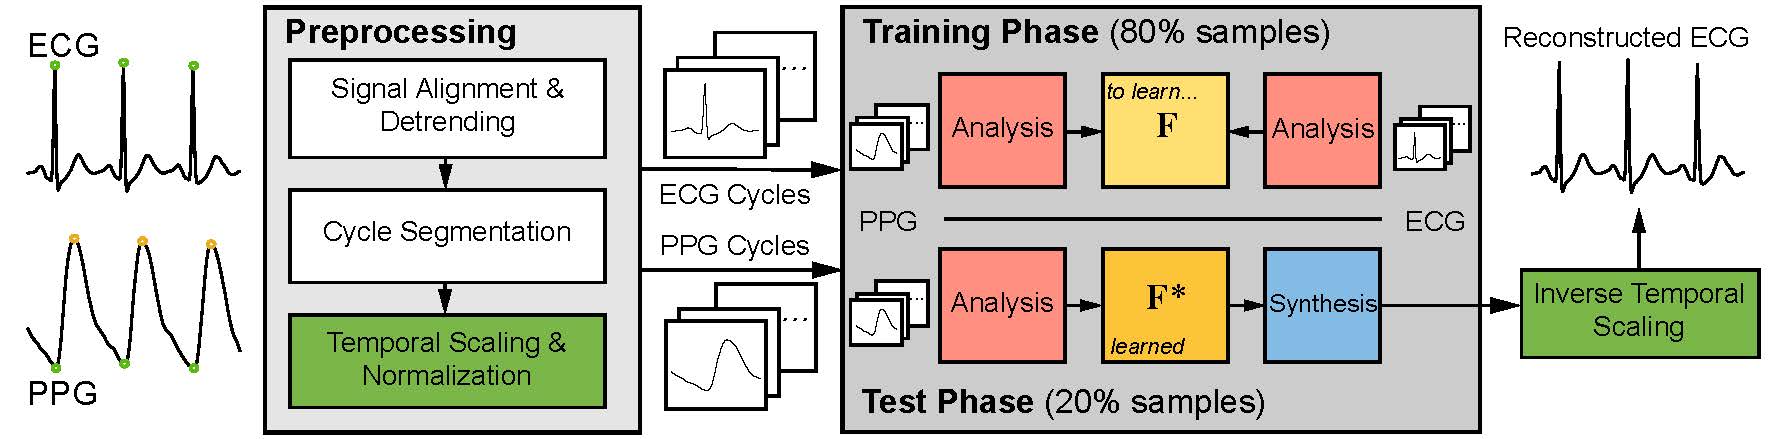 ECG
PPG
Preprocessing
Signal Alignment &
Detrending
Cycle Segmentation
Temporal Scaling &
Normalization
...
ECG Cycles
PPG Cycles
...
Training Phase (80% samples)
...
Analysis
to learn...
F
Analysis
...
PPG
ECG
...
Analysis
F*
learned
Synthesis
Test Phase (20% samples)
Reconstructed ECG
Inverse Temporal
Scaling